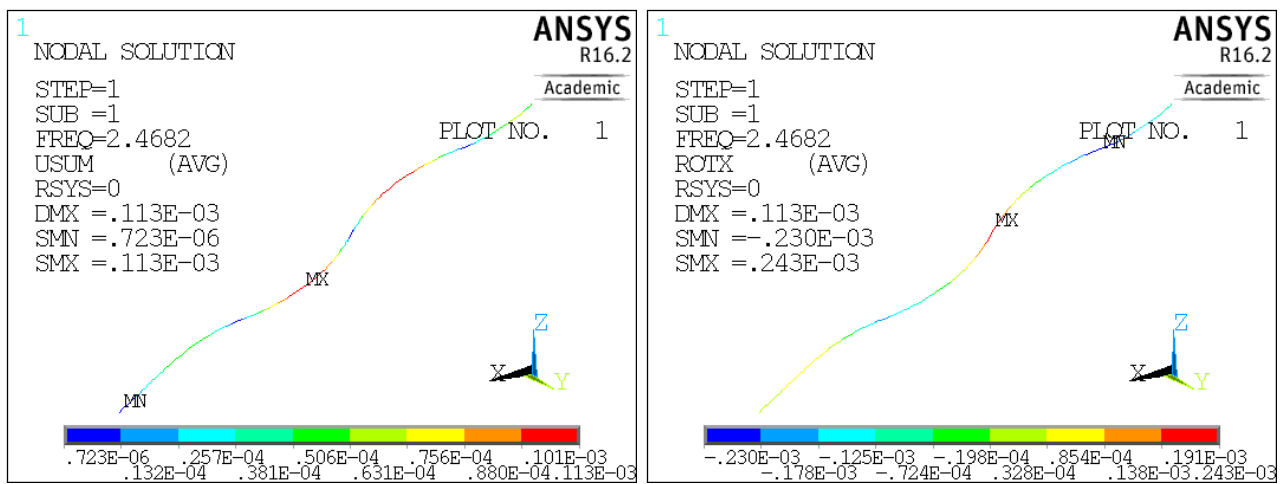 1
ANSYS
R16.2
Academic
NODAL SOLUTION
STEP=1
SUB =1
FREQ=2.4682
USUM (AVG)
RSYS=0
DMX =.113E-03
SMN =.723E-06
SMX =.113E-03
PLOT NO. 1
MX
MN
Z
X
Y
.723E-06 .257E-04 .506E-04 .756E-04 .101E-03
.132E-04 .381E-04 .631E-04 .880E-04 .113E-03
1
ANSYS
R16.2
Academic
NODAL SOLUTION
STEP=1
SUB =1
FREQ=2.4682
ROTX (AVG)
RSYS=0
DMX =.113E-03
SMN =-.230E-03
SMX =.243E-03
PLOT NO. 1
MN
MX
Z
X
Y
-.230E-03 -.125E-03 -.198E-04 .854E-04 .191E-03
-.178E-03 -.724E-04 .328E-04 .138E-03 .243E-03